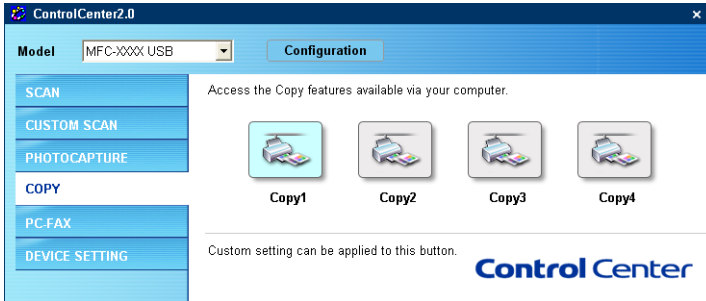 ControlCenter2.0
Model MFC-XXXX USB Configuration
SCAN
CUSTOM SCAN
PHOTOCAPTURE
COPY
PC-FAX
DEVICE SETTING
Access the Copy features available via your computer.
Copy1 Copy2 Copy3 Copy4
Custom setting can be applied to this button.
Control Center